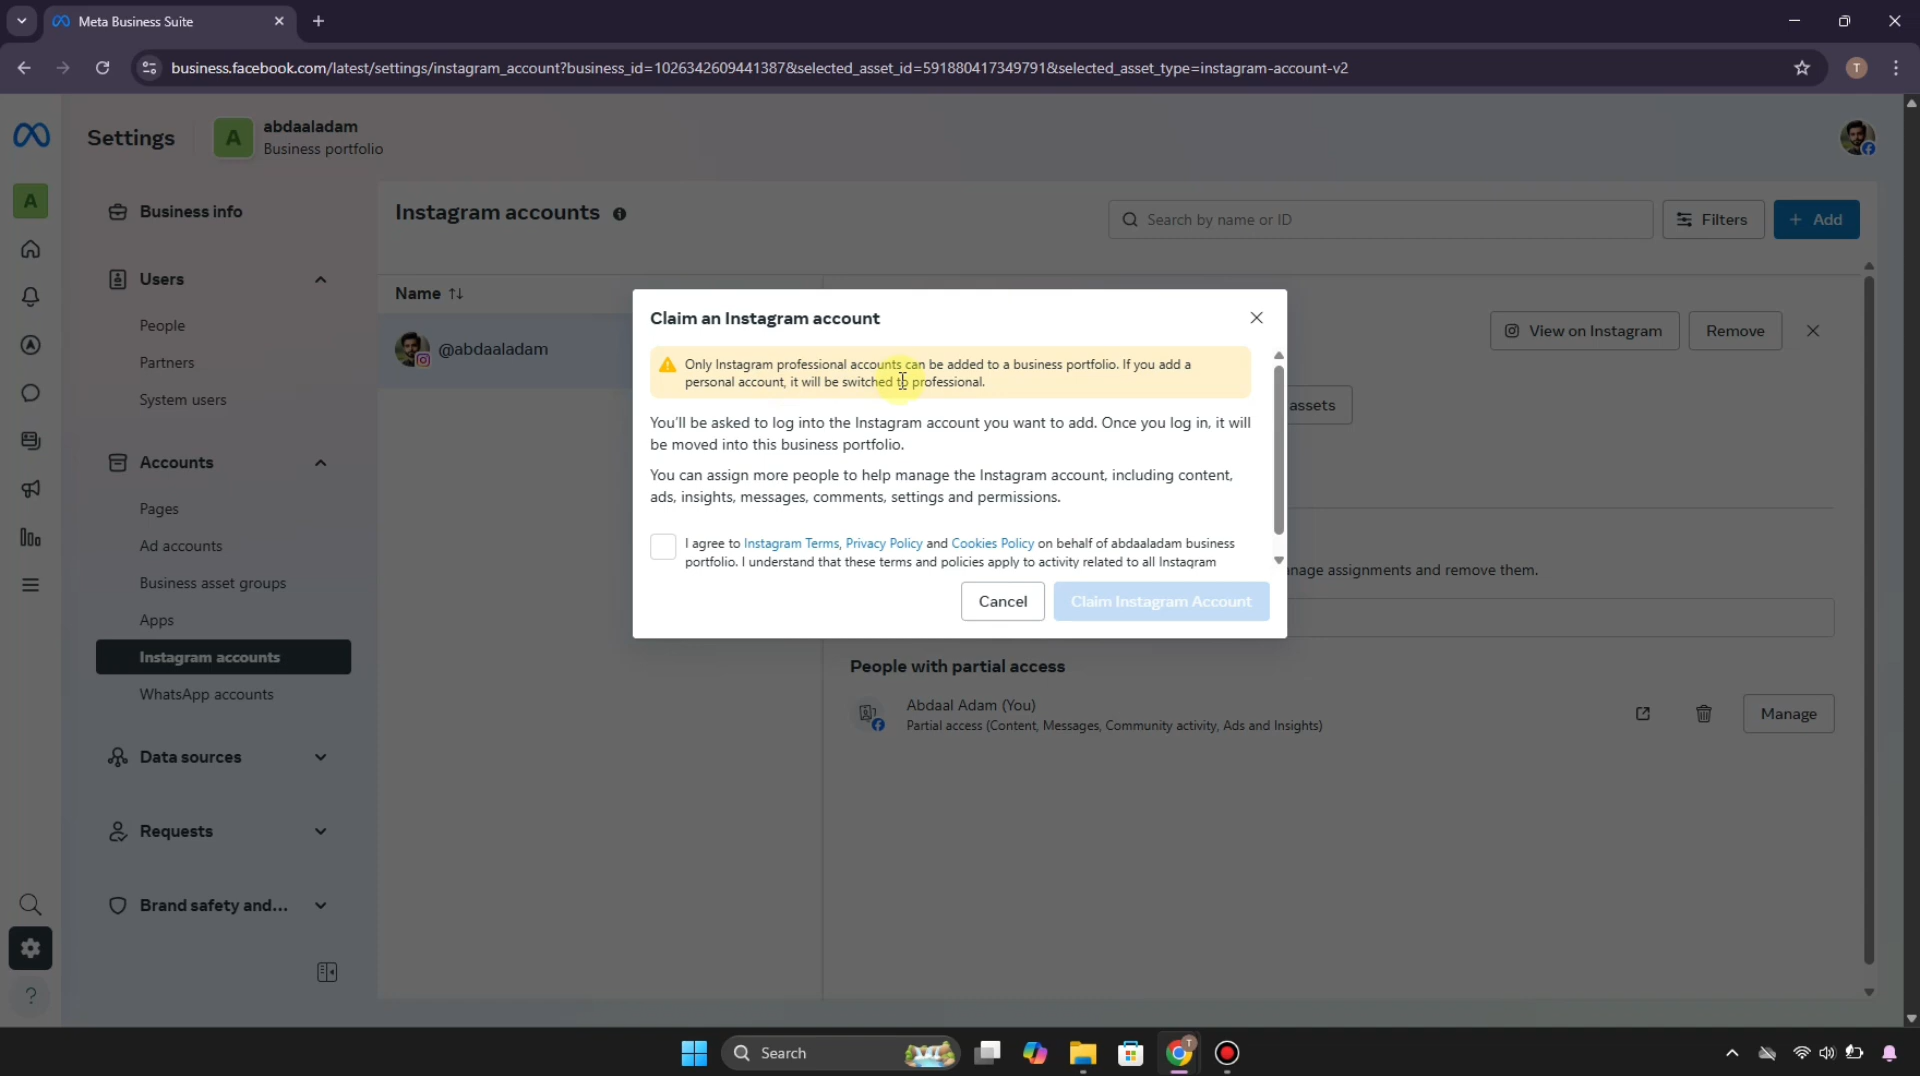 Meta Business Suite
business.facebook.com/latest/settings/instagram_account?business_id=1026342609441387&selected_asset_id=591880417349791&selected_asset_type=instagram-account-v2
T
Settings
A
abdaaladam
Business portfolio
A
Business info
Users
People
Partners
System users
Accounts
Pages
Ad accounts
Business asset groups
Apps
Instagram accounts
WhatsApp accounts
Data sources
Requests
Brand safety and...
?
Instagram accounts
Search by name or ID
Filters
+ Add
Name
@abdaaladam
View on Instagram
Remove
assets
Claim an Instagram account
Only Instagram professional accounts can be added to a business portfolio. If you add a
personal account, it will be switched to professional.
You'll be asked to log into the Instagram account you want to add. Once you log in, it will
be moved into this business portfolio.
You can assign more people to help manage the Instagram account, including content,
ads, insights, messages, comments, settings and permissions.
I agree to Instagram Terms, Privacy Policy and Cookies Policy on behalf of abdaaladam business
portfolio. I understand that these terms and policies apply to activity related to all Instagram
Cancel
Claim Instagram Account
nage assignments and remove them.
People with partial access
Abdaal Adam (You)
Partial access (Content, Messages, Community activity, Ads and Insights)
Manage
Search
T